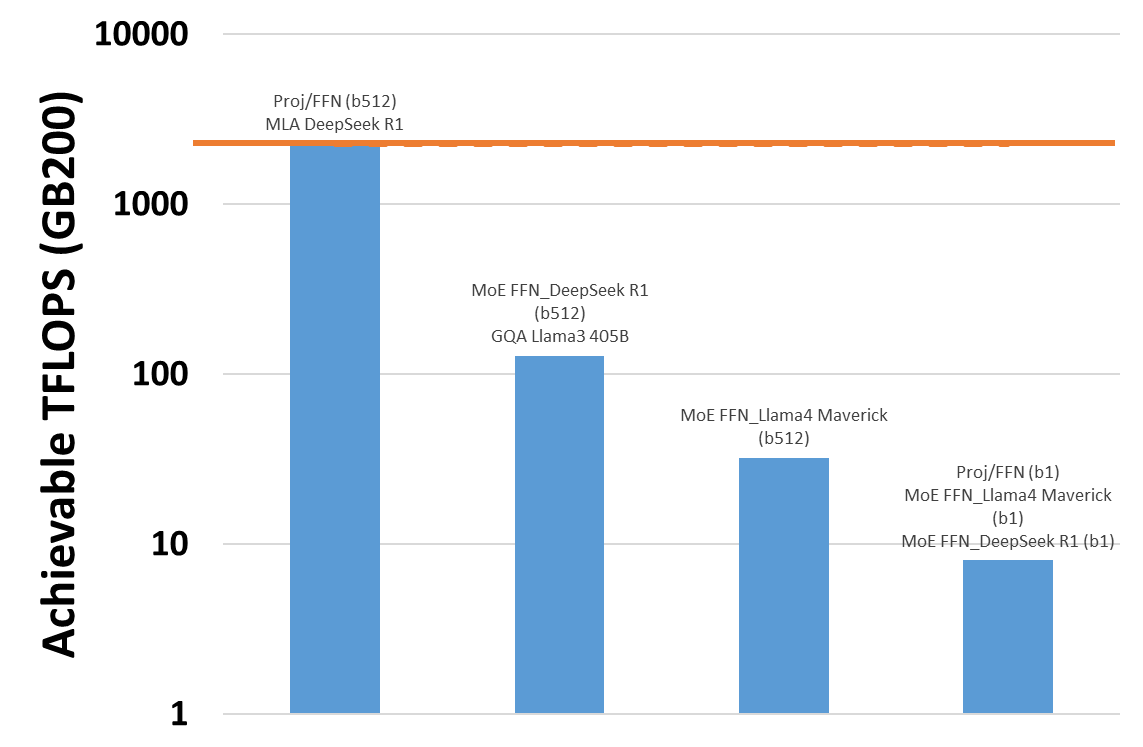 Achievable TFLOPS (GB200)
10000
1000
100
10
1
Proj/FFN (b512)
MLA DeepSeek R1
MoE FFN_DeepSeek R1
(b512)
GQA Llama3 405B
MoE FFN_Llama4 Maverick
(b512)
Proj/FFN (b1)
MoE FFN_Llama4 Maverick
(b1)
MoE FFN_DeepSeek R1 (b1)